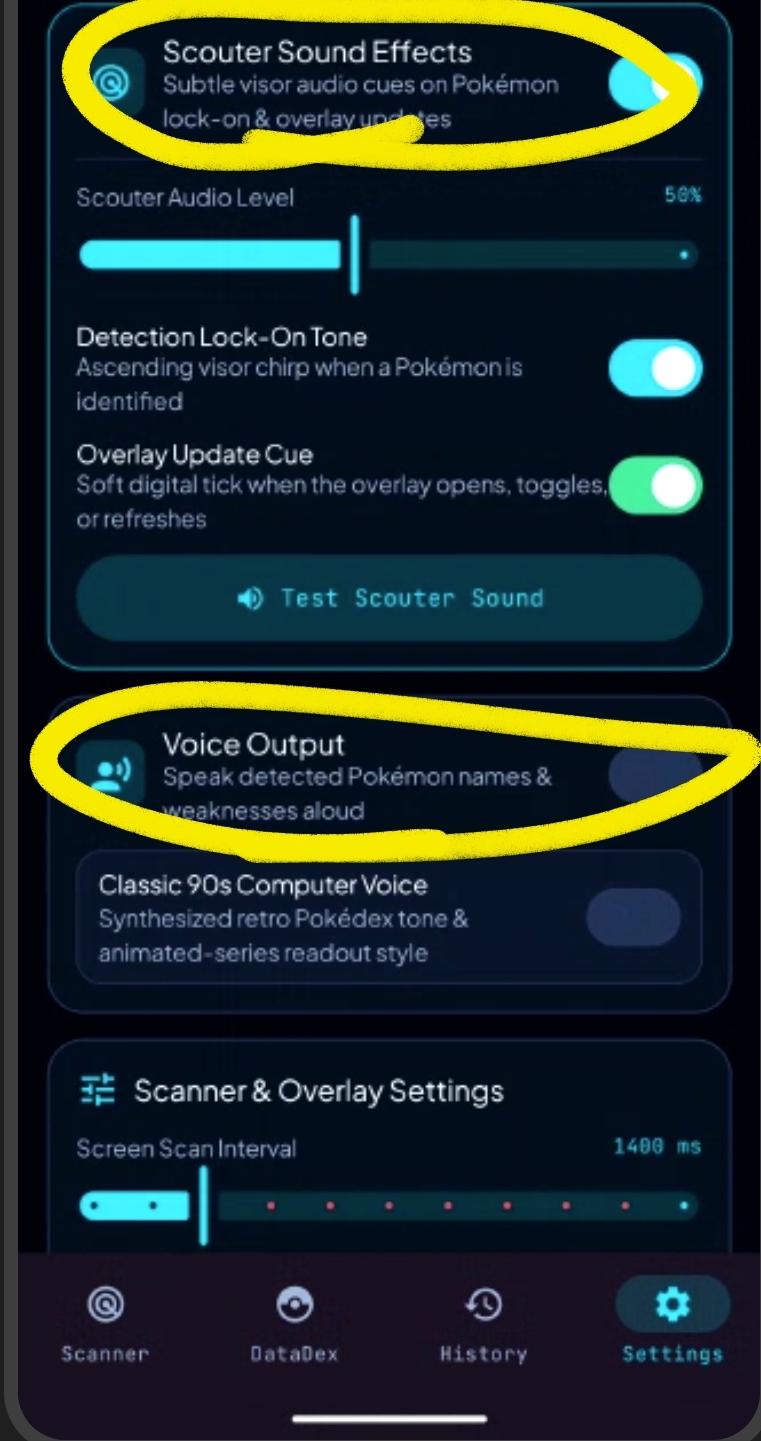 Scouter Sound Effects
Subtle visor audio cues on Pokémon
lock-on & overlay updates
Scouter Audio Level
50%
Detection Lock-On Tone
Ascending visor chirp when a Pokémon is
identified
Overlay Update Cue
Soft digital tick when the overlay opens, toggles,
or refreshes
Test Scouter Sound
Voice Output
Speak detected Pokémon names &
weaknesses aloud
Classic 90s Computer Voice
Synthesized retro Pokédex tone &
animated-series readout style
Scanner & Overlay Settings
Screen Scan Interval
1400 ms
Scanner
DataDex
History
Settings